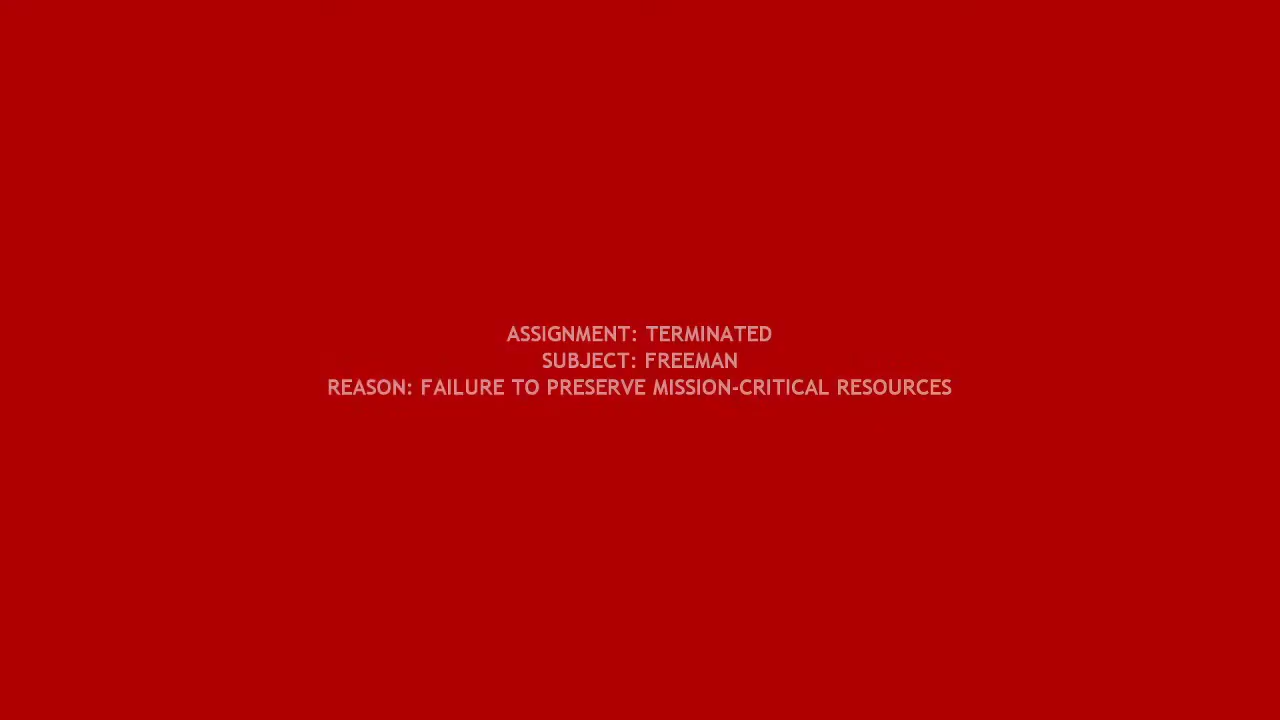 ASSIGNMENT: TERMINATED
SUBJECT: FREEMAN
REASON: FAILURE TO PRESERVE MISSION-CRITICAL RESOURCES